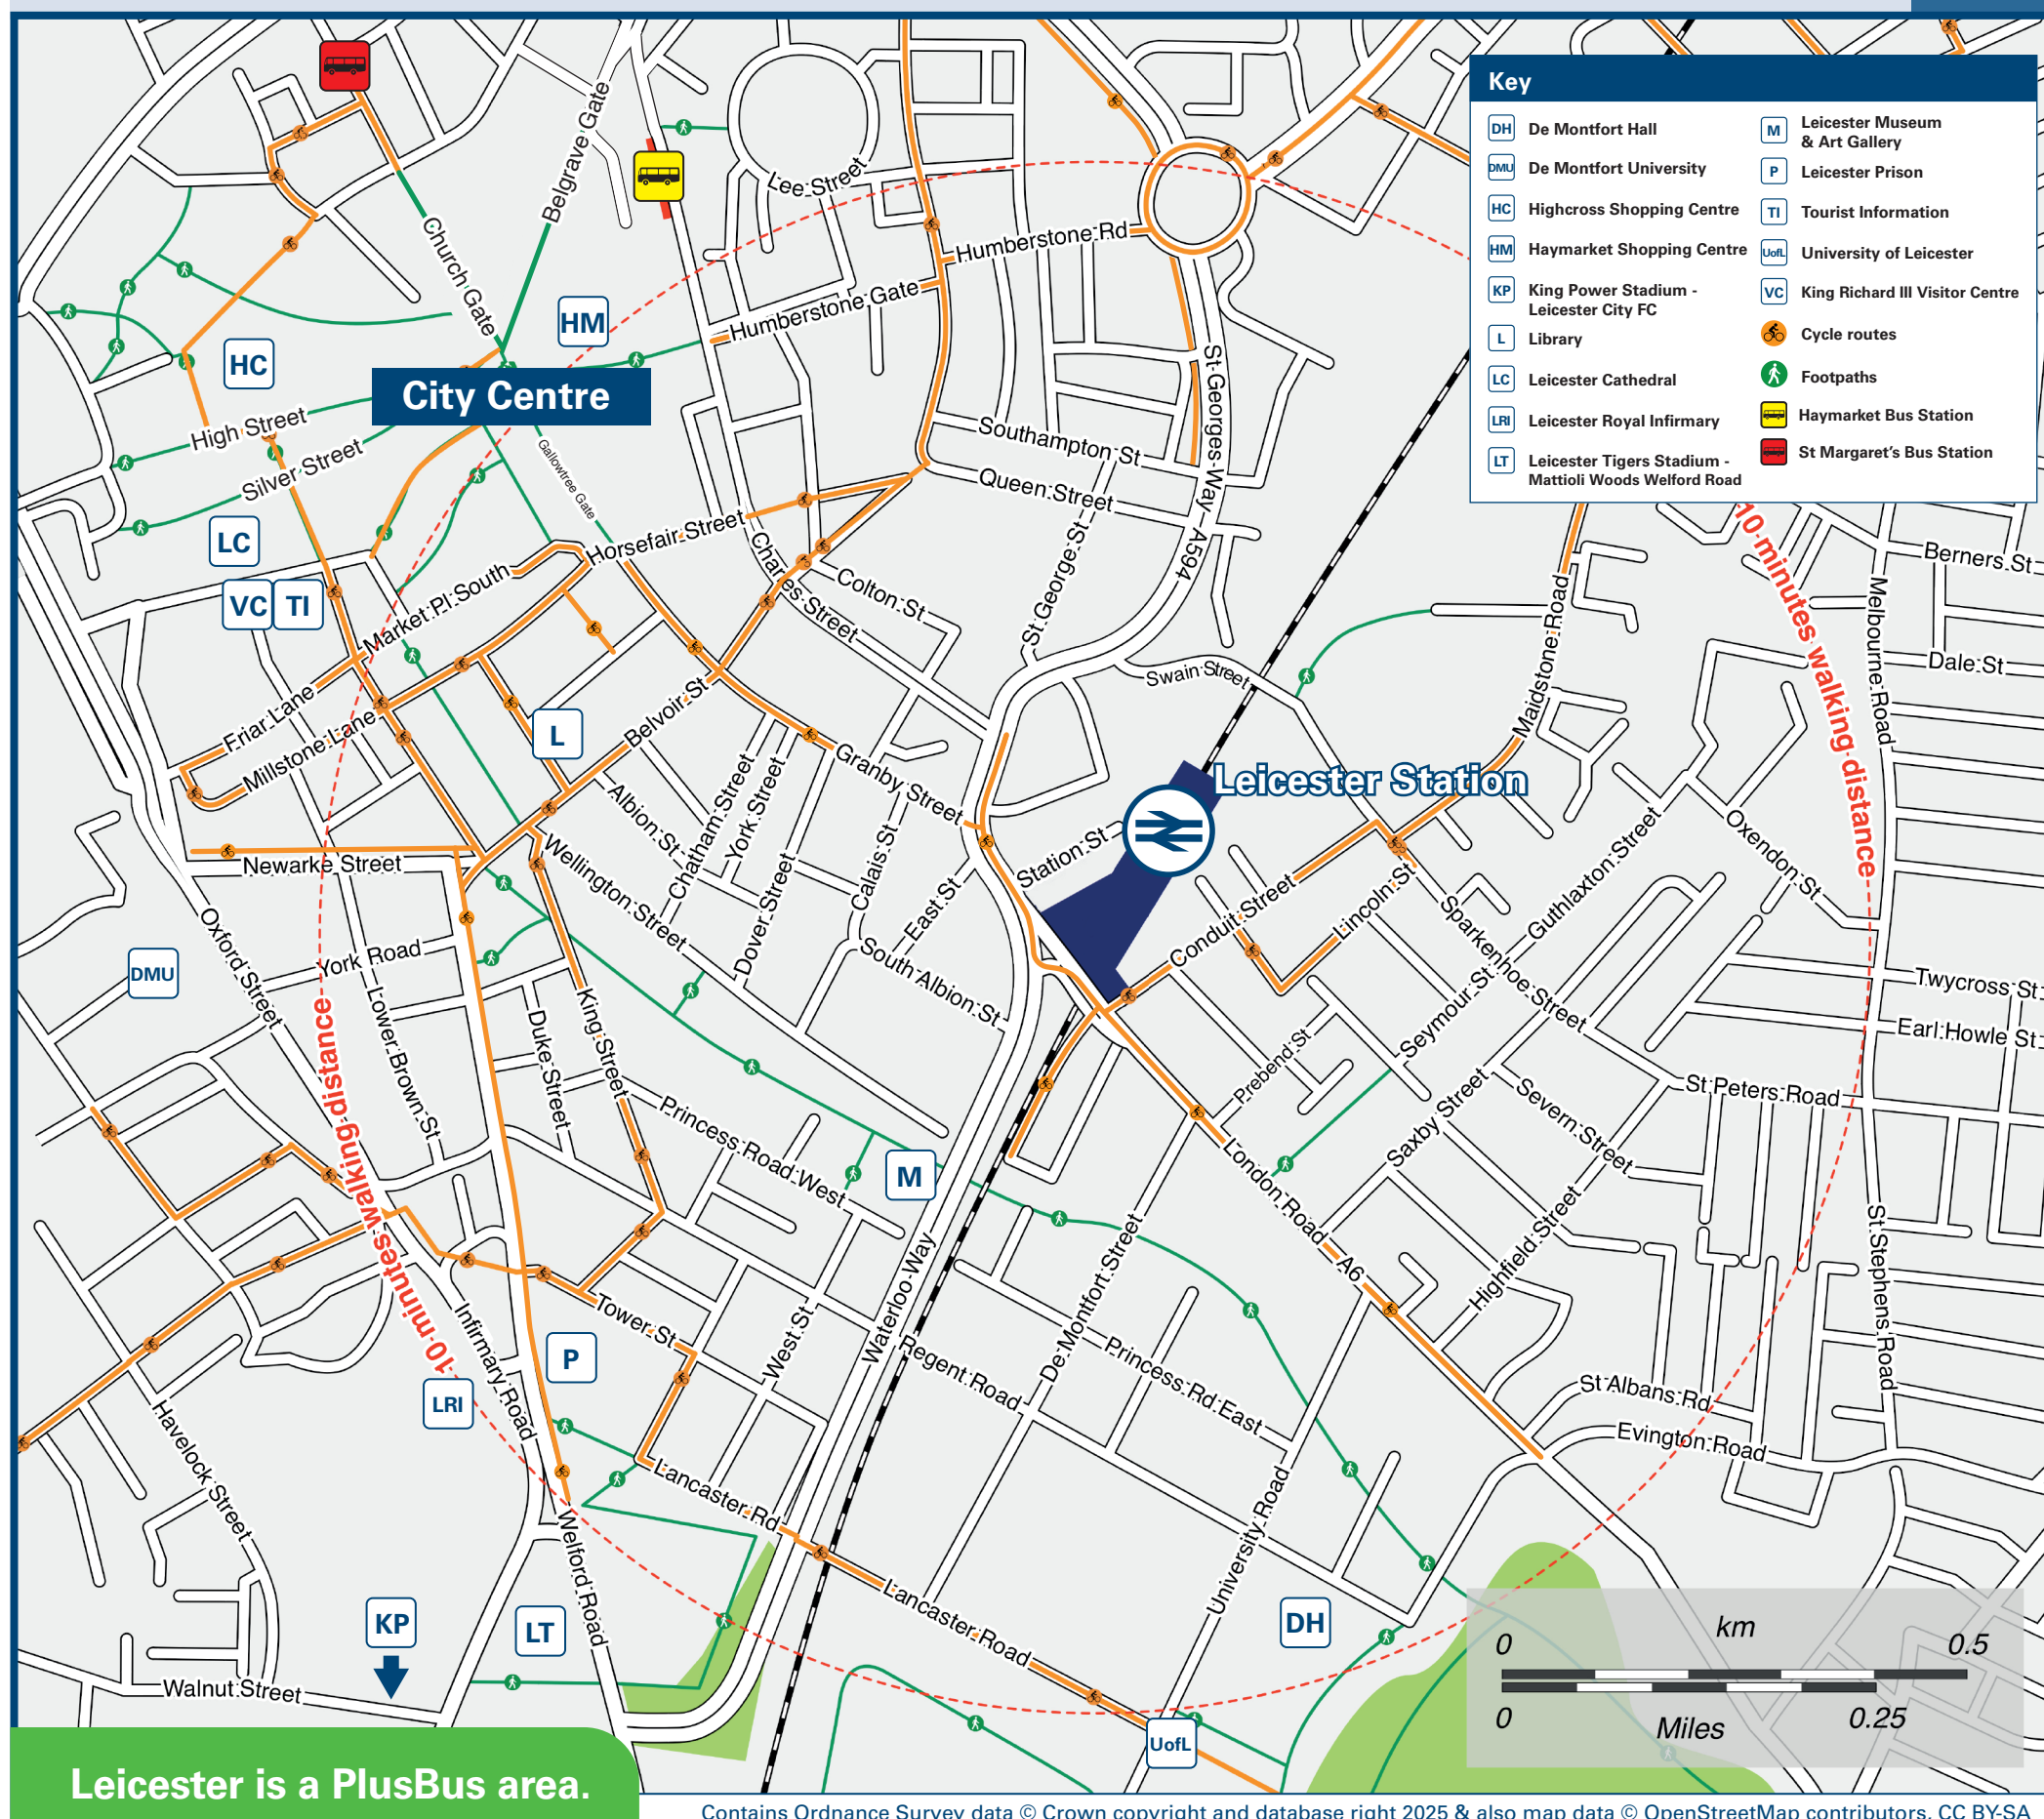 Key
DH De Montfort Hall
DMU De Montfort University
HC Highcross Shopping Centre
HM Haymarket Shopping Centre
KP King Power Stadium -
Leicester City FC
L Library
LC Leicester Cathedral
LRI Leicester Royal Infirmary
LT Leicester Tigers Stadium -
Mattioli Woods Welford Road
M Leicester Museum
& Art Gallery
P Leicester Prison
TI Tourist Information
UofL University of Leicester
VC King Richard III Visitor Centre
Cycle routes
Footpaths
Haymarket Bus Station
St Margaret's Bus Station
Belgrave Gate
Church Gate
Lee Street
Humberstone Rd
Humberstone Gate
HM
HC
City Centre
High Street
Silver Street
Gallowtree Gate
St Georges Way A594
Southampton St
Queen Street
LC
VC
TI
Horsefair Street
Market Pl South
Charles Street
Colton St
St George St
Swain Street
Maidstone Road
10 minutes walking distance
Melbourne Road
Berners St
Dale St
Friar Lane
Millstone Lane
L
Belvoir St
Granby Street
Albion St
Chatham Street
York Street
Dover Street
Calais St
East St
Station St
Leicester Station
Newarke Street
Wellington Street
South Albion St
Conduit Street
Lincoln St
Sparkenhoe Street
Guthlaxton Street
Oxendon St
Twycross St
Earl Howle St
DMU
Oxford Street
York Road
Lower Brown St
10 minutes walking distance
Duke Street
King Street
Princess Road West
M
Prebend St
Seymour St
Saxby Street
Severn Street
St Peters Road
London Road A6
Highfield Street
St Stephens Road
Infirmary Road
Tower St
P
LRI
West St
Waterloo Way
Regent Road
De Montfort Street
Princess Rd East
St Albans Rd
Evington Road
Havelock Street
Lancaster Rd
Welford Road
Lancaster Road
University Road
DH
KP
LT
Walnut Street
UofL
km
0 0.5
0 0.25
Miles
Leicester is a PlusBus area.
Contains Ordnance Survey data © Crown copyright and database right 2025 & also map data © OpenStreetMap contributors, CC BY-SA